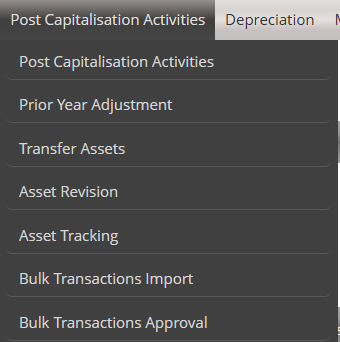 Post Capitalisation Activities Depreciation
Post Capitalisation Activities
Prior Year Adjustment
Transfer Assets
Asset Revision
Asset Tracking
Bulk Transactions Import
Bulk Transactions Approval